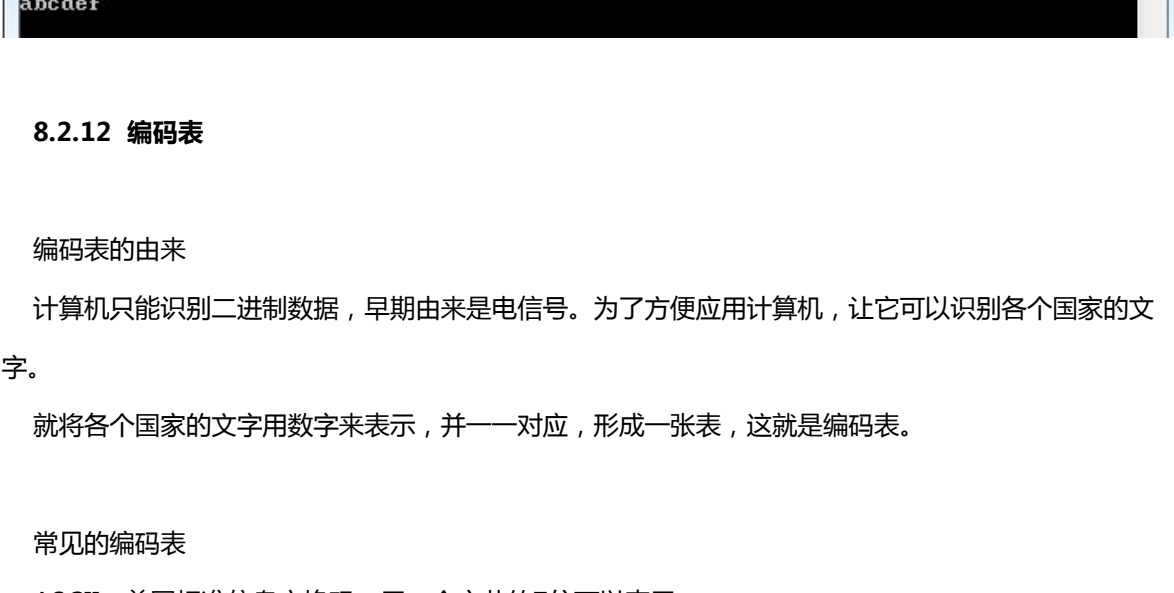 abcdef
8.2.12 编码表
编码表的由来
计算机只能识别二进制数据，早期由来是电信号。为了方便应用计算机，让它可以识别各个国家的文
字。
就将各个国家的文字用数字来表示，并一一对应，形成一张表，这就是编码表。
常见的编码表